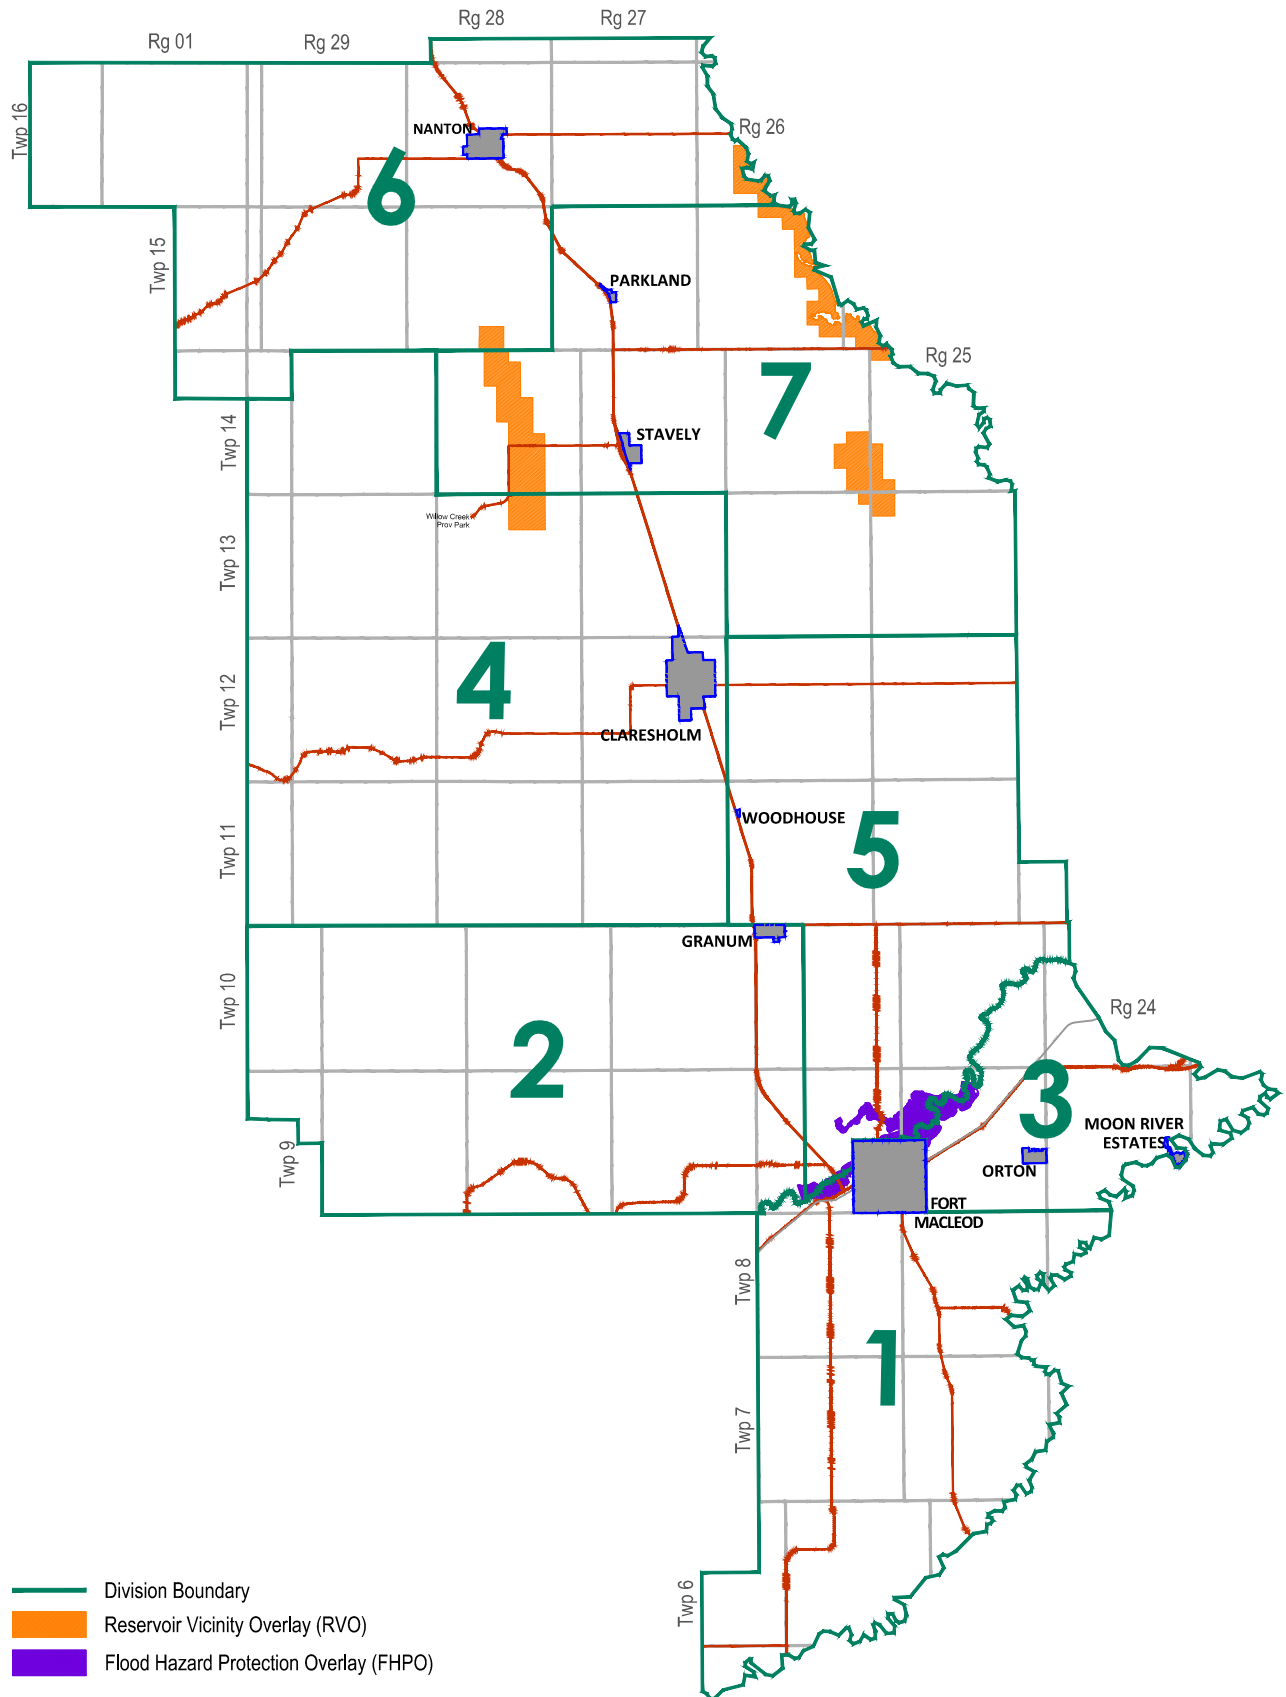 Rg 28
Rg 27
Rg 01
Rg 29
Twp 16
NANTON
Rg 26
6
Twp 15
PARKLAND
Rg 25
7
Twp 14
STAVELY
Willow Creek
Prov Park
Twp 13
4
Twp 12
CLARESHOLM
WOODHOUSE
5
Twp 11
GRANUM
Twp 10
Rg 24
2
3
MOON RIVER
ESTATES
Twp 9
ORTON
FORT
MACLEOD
Twp 8
1
Twp 7
Twp 6
Division Boundary
Reservoir Vicinity Overlay (RVO)
Flood Hazard Protection Overlay (FHPO)